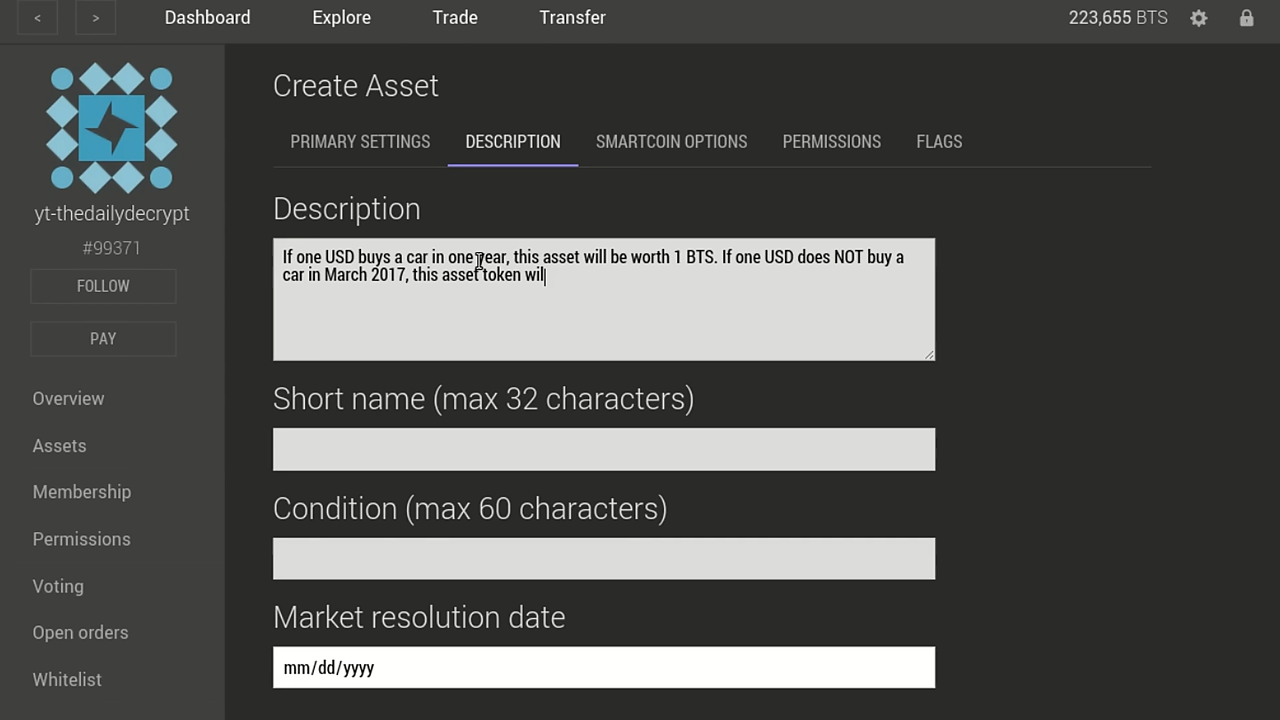 < > Dashboard Explore Trade Transfer 223,655 BTS
yt-thedailydecrypt
#99371
FOLLOW
PAY
Overview
Assets
Membership
Permissions
Voting
Open orders
Whitelist
Create Asset
PRIMARY SETTINGS DESCRIPTION SMARTCOIN OPTIONS PERMISSIONS FLAGS
Description
If one USD buys a car in one year, this asset will be worth 1 BTS. If one USD does NOT buy a
car in March 2017, this asset token wil
Short name (max 32 characters)
Condition (max 60 characters)
Market resolution date
mm/dd/yyyy